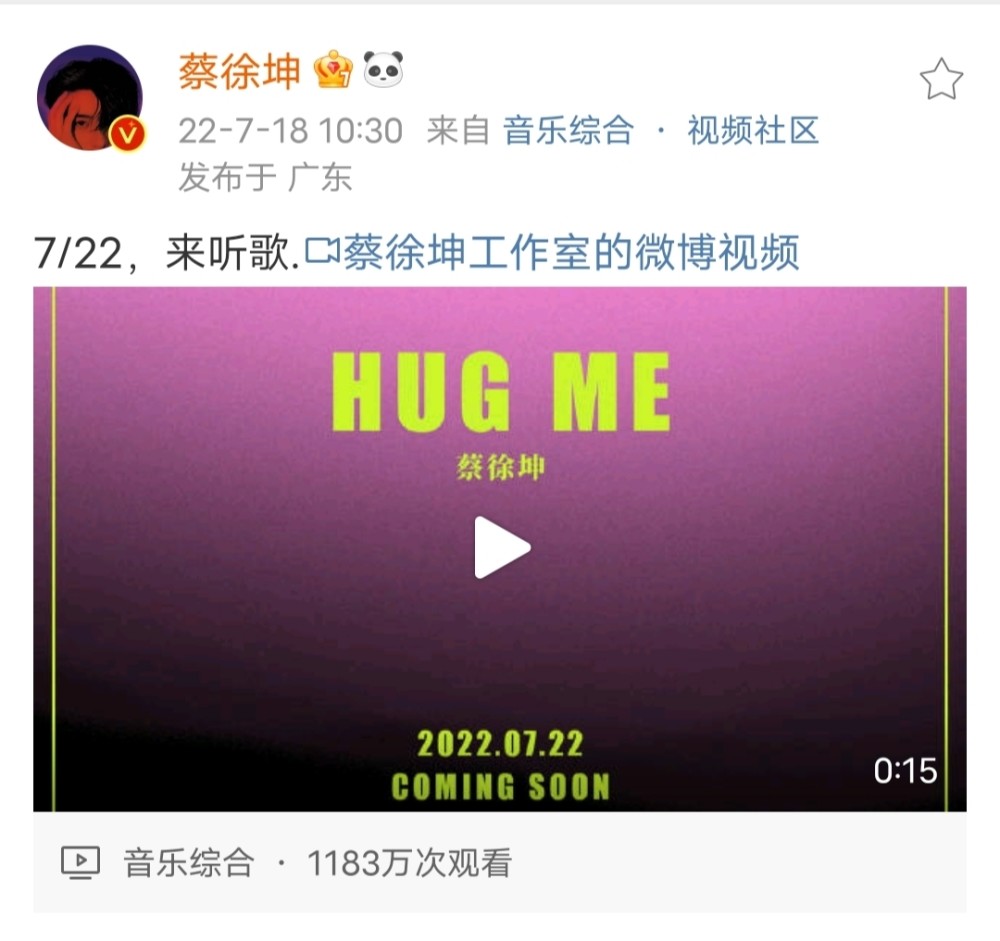 蔡徐坤
22-7-18 10:30 来自 音乐综合 · 视频社区
发布于 广东
7/22，来听歌.蔡徐坤工作室的微博视频
HUG ME
蔡徐坤
2022.07.22
COMING SOON
0:15
音乐综合 · 1183万次观看